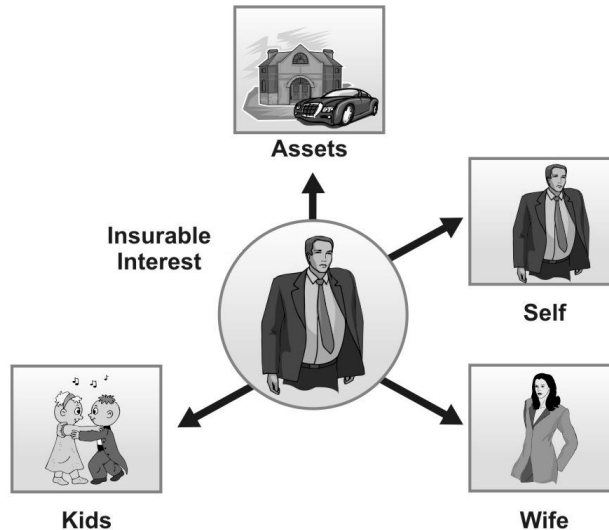 Assets
Insurable
Interest
Self
Kids
Wife